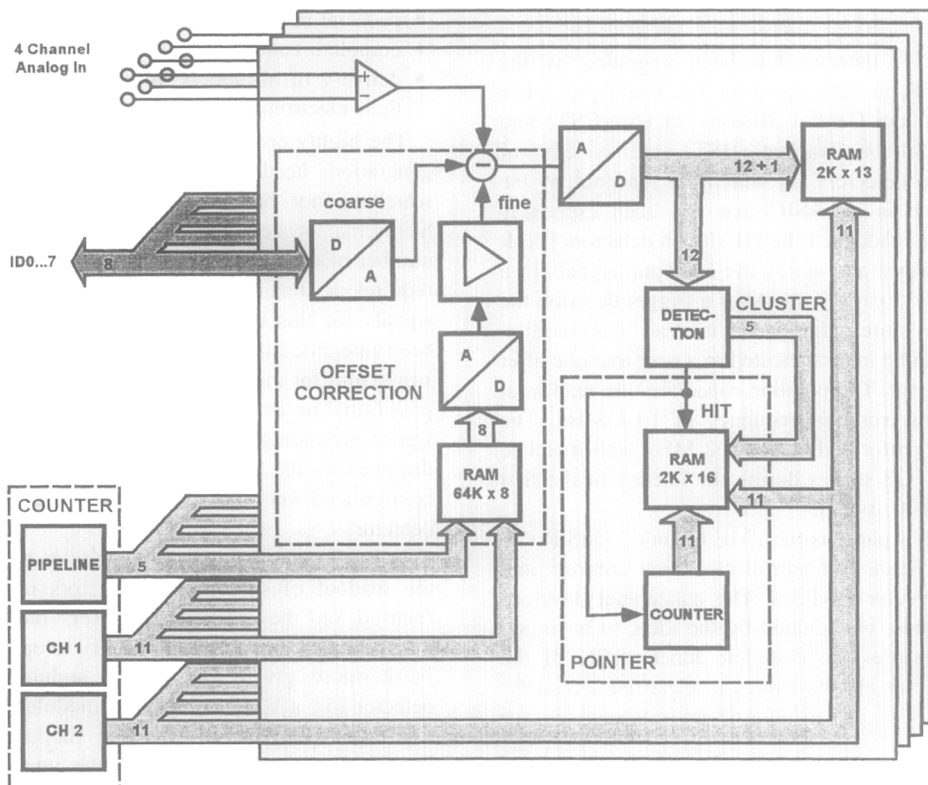 4 Channel
Analog In
+
−
A
D
12 + 1
RAM
2K x 13
−
coarse
fine
D
A
11
ID0...7
8
12
DETEC-
TION
CLUSTER
5
OFFSET
CORRECTION
A
D
HIT
8
RAM
64K x 8
RAM
2K x 16
11
COUNTER
11
PIPELINE
5
COUNTER
CH 1
11
POINTER
CH 2
11